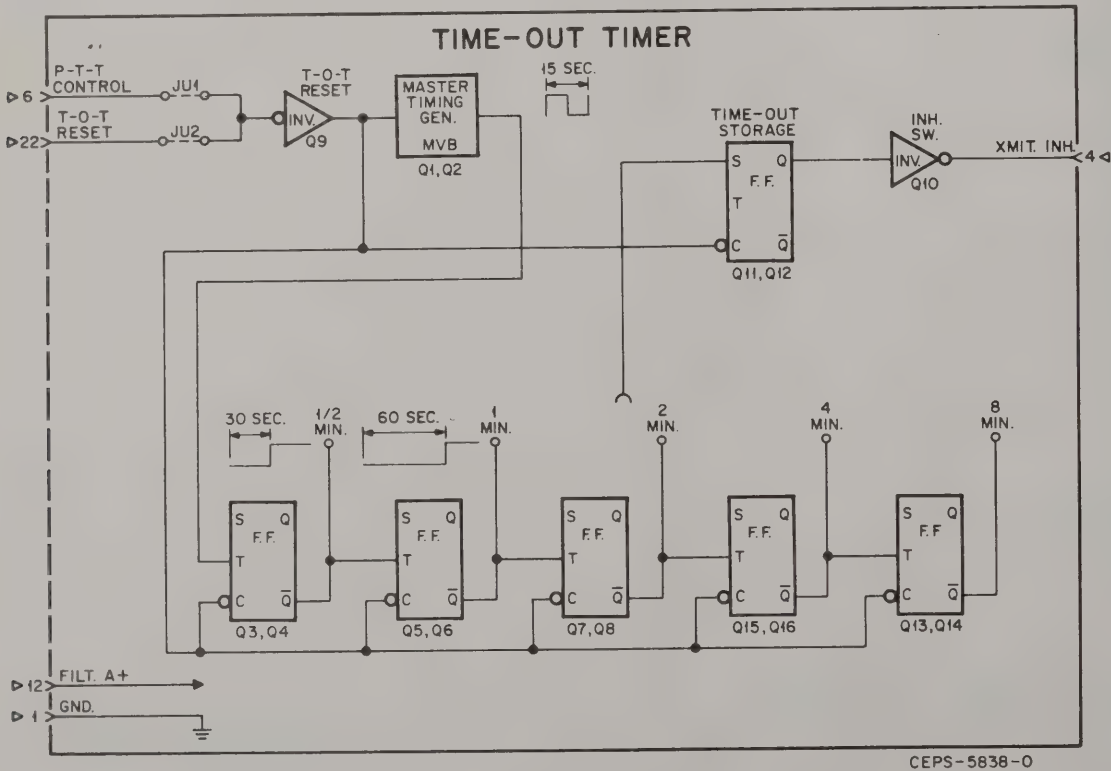 TIME-OUT TIMER
P-T-T
CONTROL
6
JU1
T-O-T
RESET
22
JU2
T-O-T
RESET
INV.
Q9
MASTER
TIMING
GEN.
MVB
Q1, Q2
15 SEC.
TIME-OUT
STORAGE
S Q
F.F.
T
C Q̅
Q11, Q12
INH.
SW.
INV.
Q10
XMIT. INH.
4
30 SEC.
1/2
MIN.
60 SEC.
1
MIN.
2
MIN.
4
MIN.
8
MIN.
S Q
F.F.
T
C Q̅
Q3, Q4
S Q
F.F.
T
C Q̅
Q5, Q6
S Q
F.F.
T
C Q̅
Q7, Q8
S Q
F.F.
T
C Q̅
Q15, Q16
S Q
F.F
T
C Q̅
Q13, Q14
12
FILT. A+
1
GND.
CEPS-5838-O